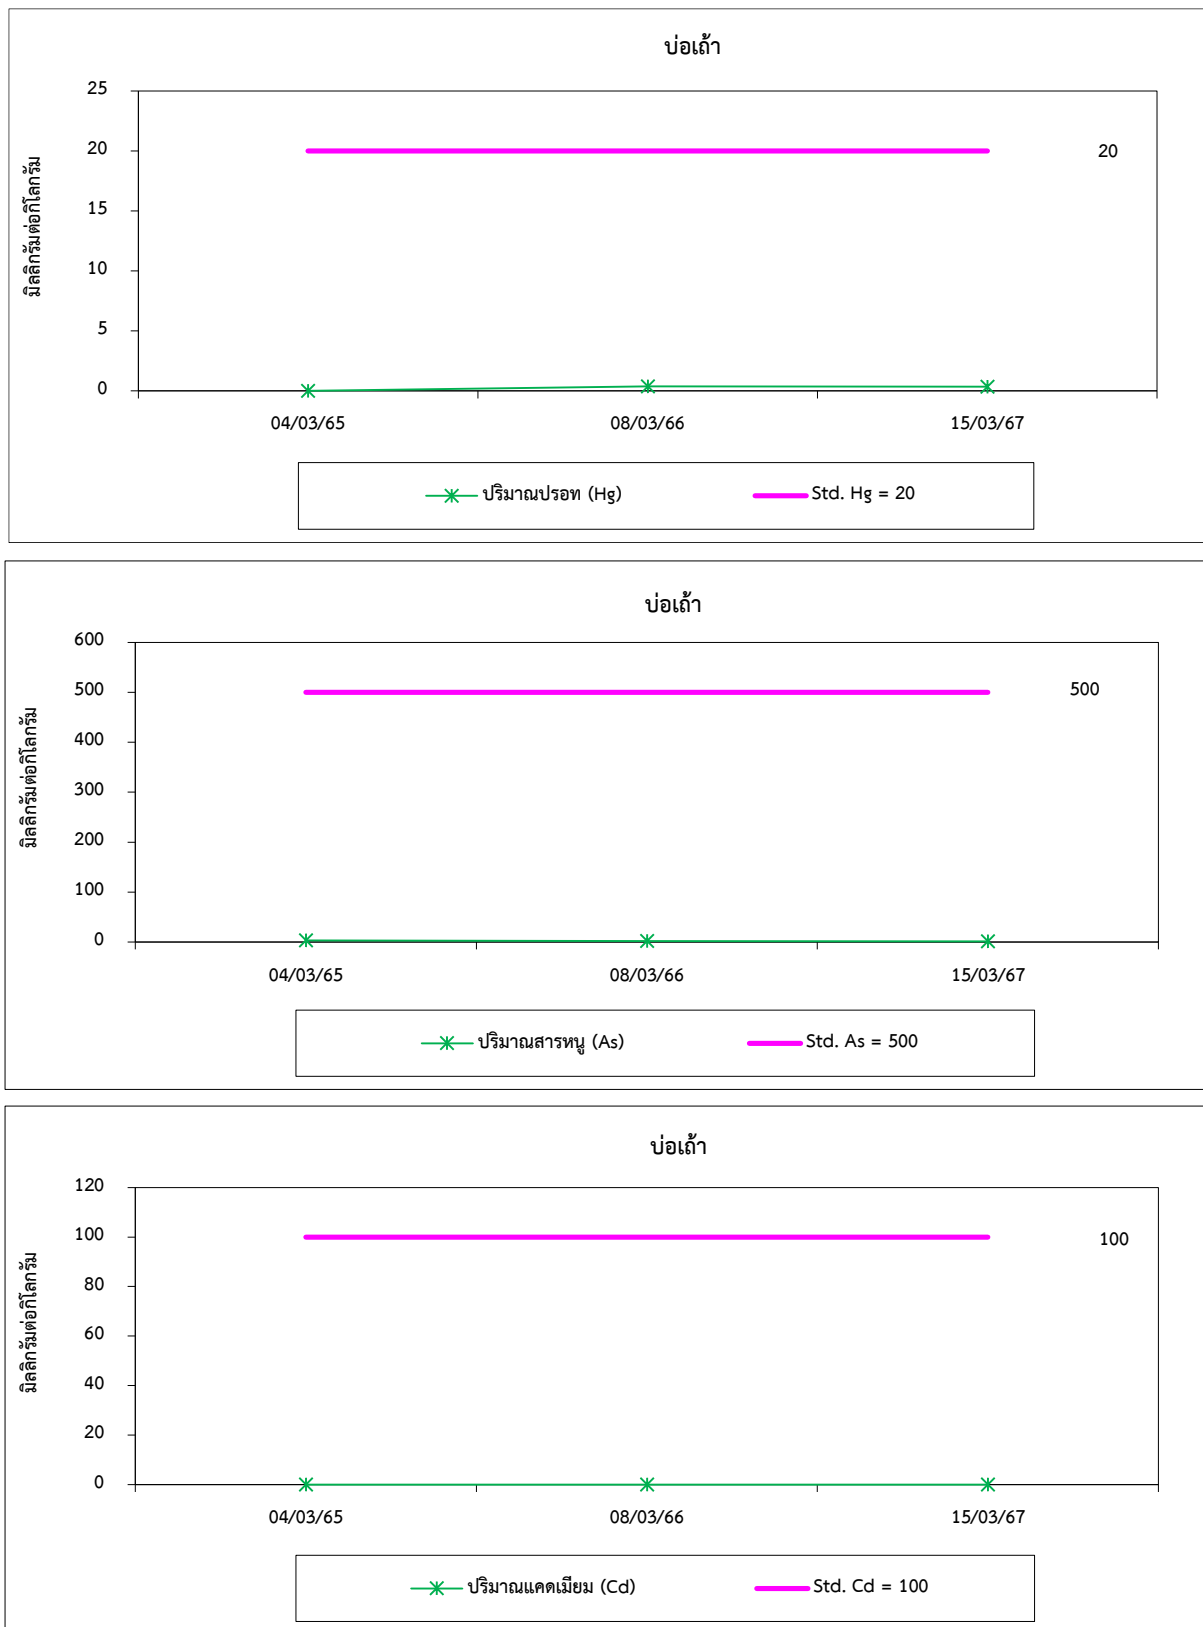 บ่อเถ้า
มิลลิกรัมต่อกิโลกรัม
25
20
15
10
5
0
20
04/03/65 08/03/66 15/03/67
ปริมาณปรอท (Hg) Std. Hg = 20
บ่อเถ้า
มิลลิกรัมต่อกิโลกรัม
600
500
400
300
200
100
0
500
04/03/65 08/03/66 15/03/67
ปริมาณสารหนู (As) Std. As = 500
บ่อเถ้า
มิลลิกรัมต่อกิโลกรัม
120
100
80
60
40
20
0
100
04/03/65 08/03/66 15/03/67
ปริมาณแคดเมียม (Cd) Std. Cd = 100